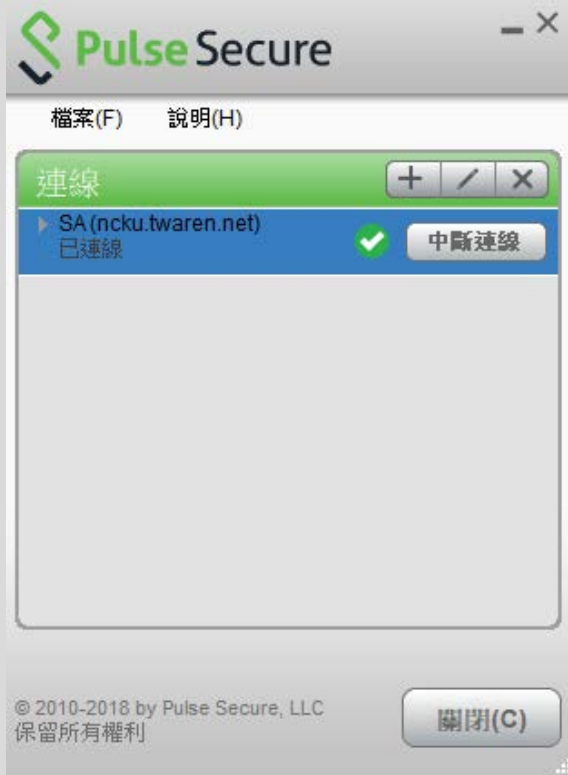 Pulse Secure
檔案(F) 說明(H)
連線
SA (ncku.twaren.net)
已連線
中斷連線
© 2010-2018 by Pulse Secure, LLC
保留所有權利
關閉(C)